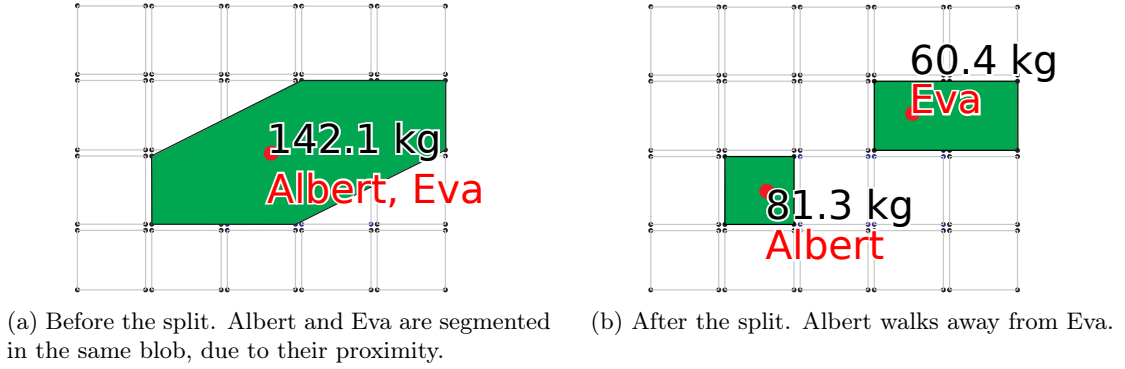 142.1 kg
Albert, Eva
60.4 kg
Eva
81.3 kg
Albert
(a) Before the split. Albert and Eva are segmented
in the same blob, due to their proximity.
(b) After the split. Albert walks away from Eva.